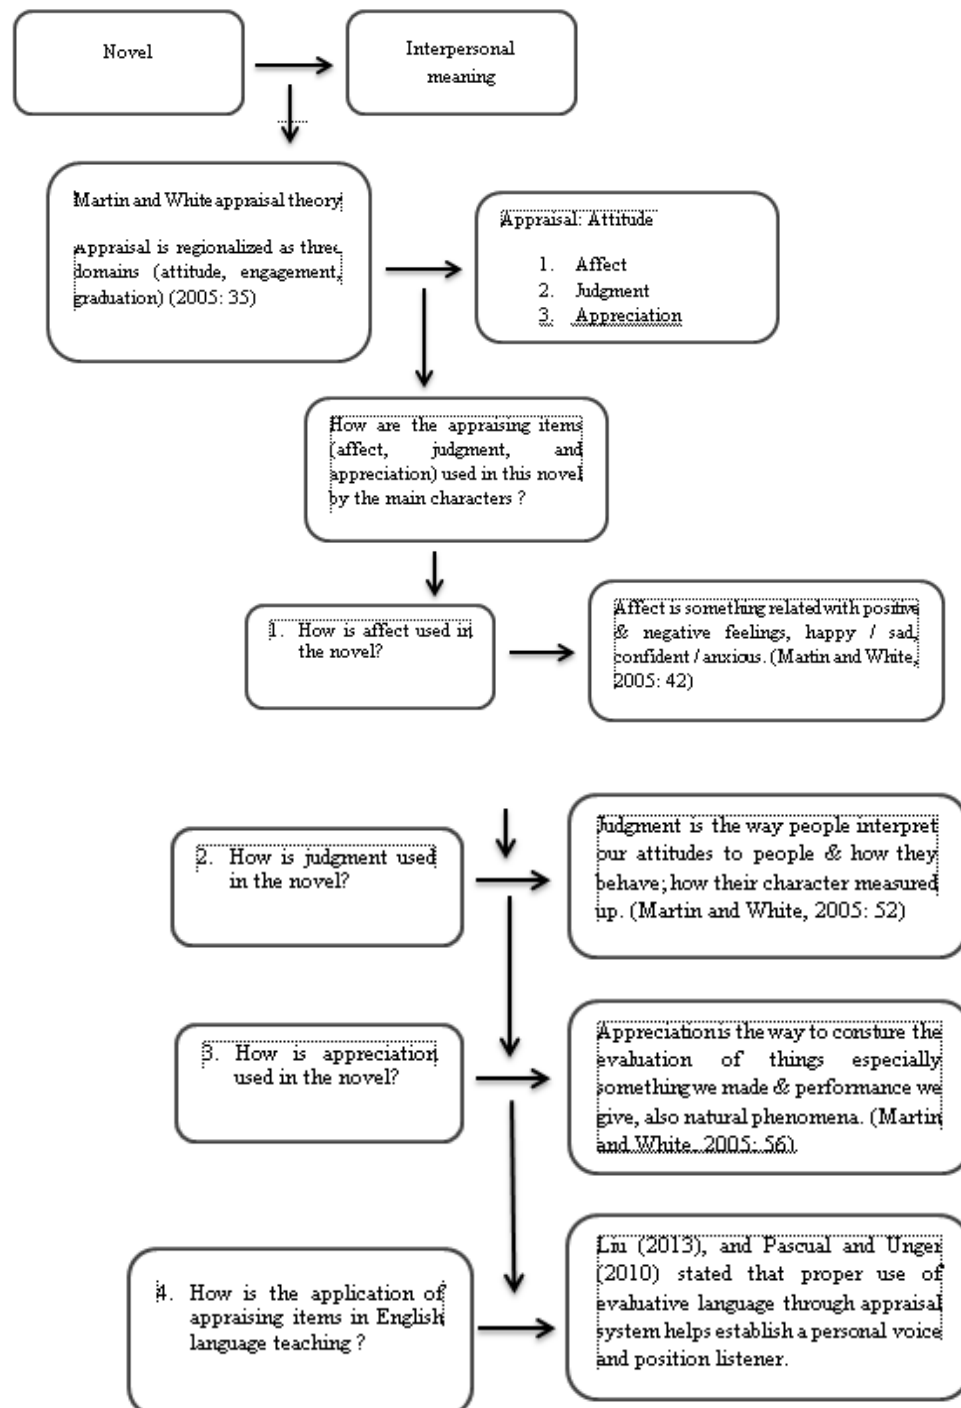 Novel
Interpersonal
meaning
Martin and White appraisal theory
Appraisal is regionalized as three
domains (attitude, engagement,
graduation) (2005: 35)
Appraisal: Attitude
1. Affect
2. Judgment
3. Appreciation
How are the appraising items
(affect, judgment, and
appreciation) used in this novel
by the main characters ?
1. How is affect used in
the novel?
Affect is something related with positive
& negative feelings, happy / sad,
confident / anxious. (Martin and White,
2005: 42)
2. How is judgment used
in the novel?
Judgment is the way people interpret
our attitudes to people & how they
behave; how their character measured
up. (Martin and White, 2005: 52)
3. How is appreciation
used in the novel?
Appreciation is the way to consture the
evaluation of things especially
something we made & performance we
give, also natural phenomena. (Martin
and White, 2005: 56)
4. How is the application of
appraising items in English
language teaching ?
Liu (2013), and Pascual and Unger
(2010) stated that proper use of
evaluative language through appraisal
system helps establish a personal voice
and position listener.